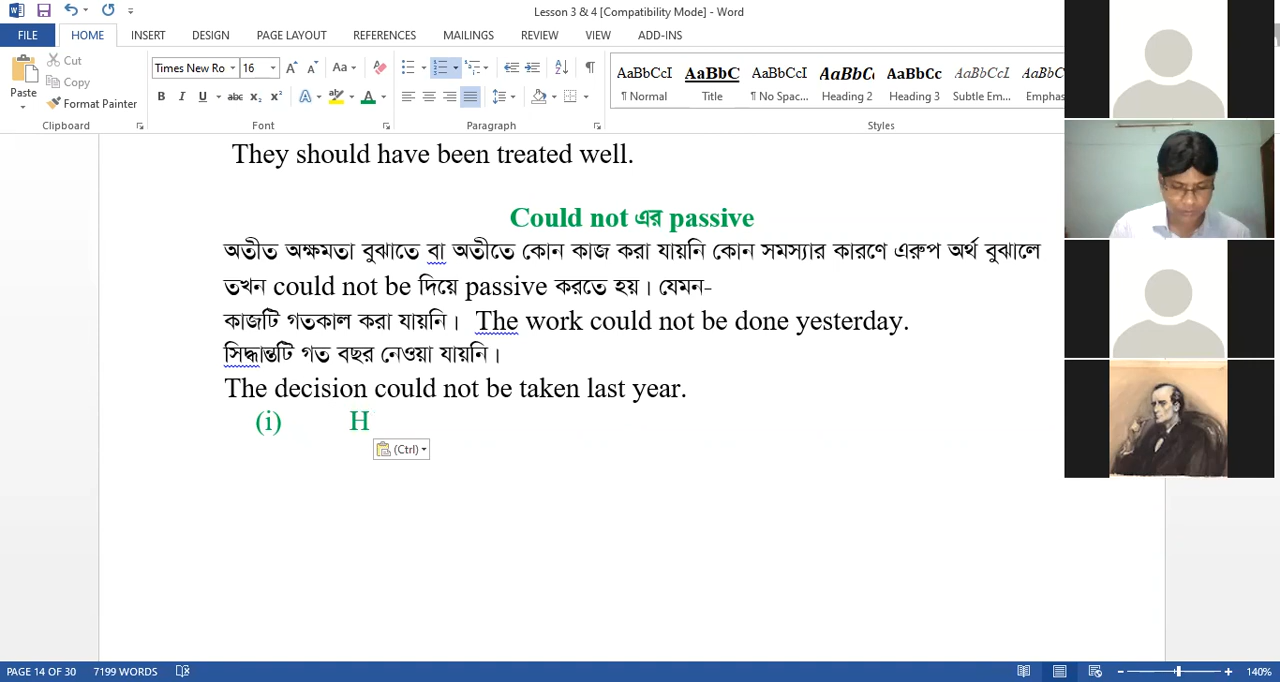 Lesson 3 & 4 [Compatibility Mode] - Word
FILE HOME INSERT DESIGN PAGE LAYOUT REFERENCES MAILINGS REVIEW VIEW ADD-INS
Cut
Copy
Format Painter
Paste
Times New Ro 16
AaBbCcI AaBbC AaBbCcI AaBbCc AaBbCc AaBbCcL AaBbC
¶ Normal Title ¶ No Spac... Heading 2 Heading 3 Subtle Em... Emphas
Clipboard Font Paragraph Styles
They should have been treated well.
Could not এর passive
অতীত অক্ষমতা বুঝাতে বা অতীতে কোন কাজ করা যায়নি কোন সমস্যার কারণে এরুপ অর্থ বুঝালে
তখন could not be দিয়ে passive করতে হয়। যেমন-
কাজটি গতকাল করা যায়নি। The work could not be done yesterday.
সিদ্ধান্তটি গত বছর নেওয়া যায়নি।
The decision could not be taken last year.
(i) H
(Ctrl)
PAGE 14 OF 30 7199 WORDS 140%